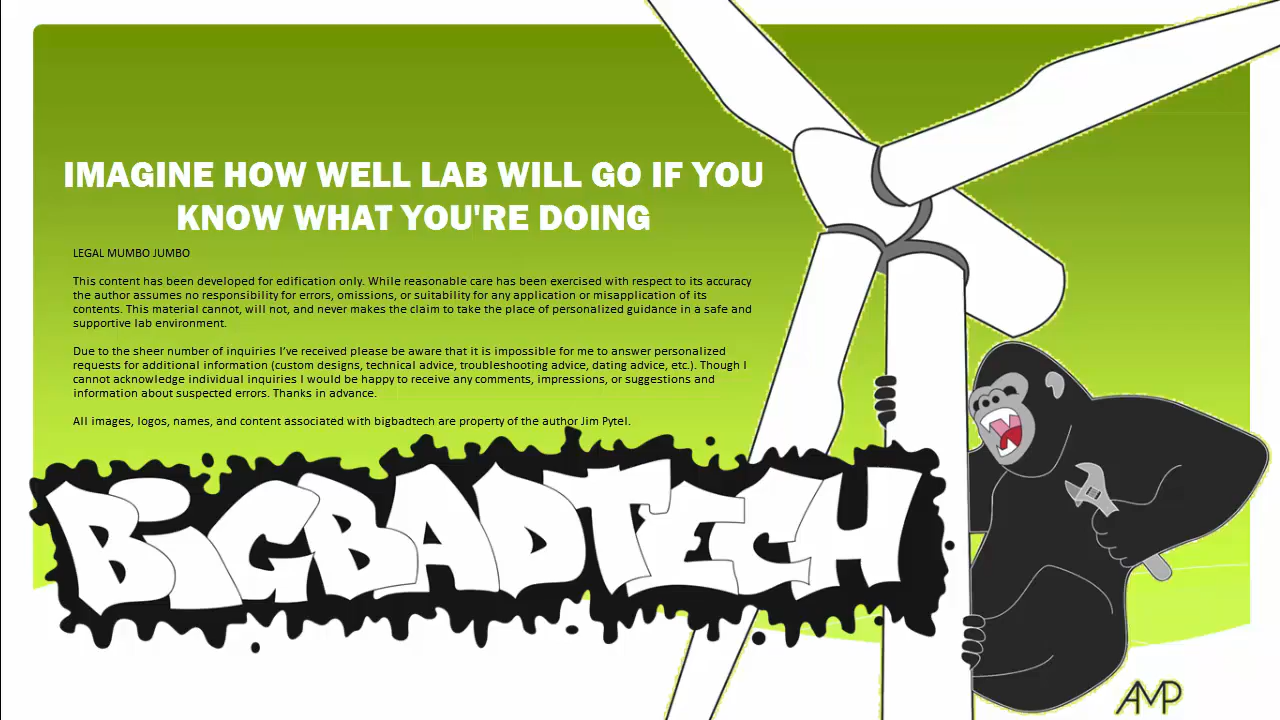 IMAGINE HOW WELL LAB WILL GO IF YOU
KNOW WHAT YOU'RE DOING
LEGAL MUMBO JUMBO
This content has been developed for edification only. While reasonable care has been exercised with respect to its accuracy
the author assumes no responsibility for errors, omissions, or suitability for any application or misapplication of its
contents. This material cannot, will not, and never makes the claim to take the place of personalized guidance in a safe and
supportive lab environment.
Due to the sheer number of inquiries I've received please be aware that it is impossible for me to answer personalized
requests for additional information (custom designs, technical advice, troubleshooting advice, dating advice, etc.). Though I
cannot acknowledge individual inquiries I would be happy to receive any comments, impressions, or suggestions and
information about suspected errors. Thanks in advance.
All images, logos, names, and content associated with bigbadtech are property of the author Jim Pytel.
BiGBADTECH
AMP